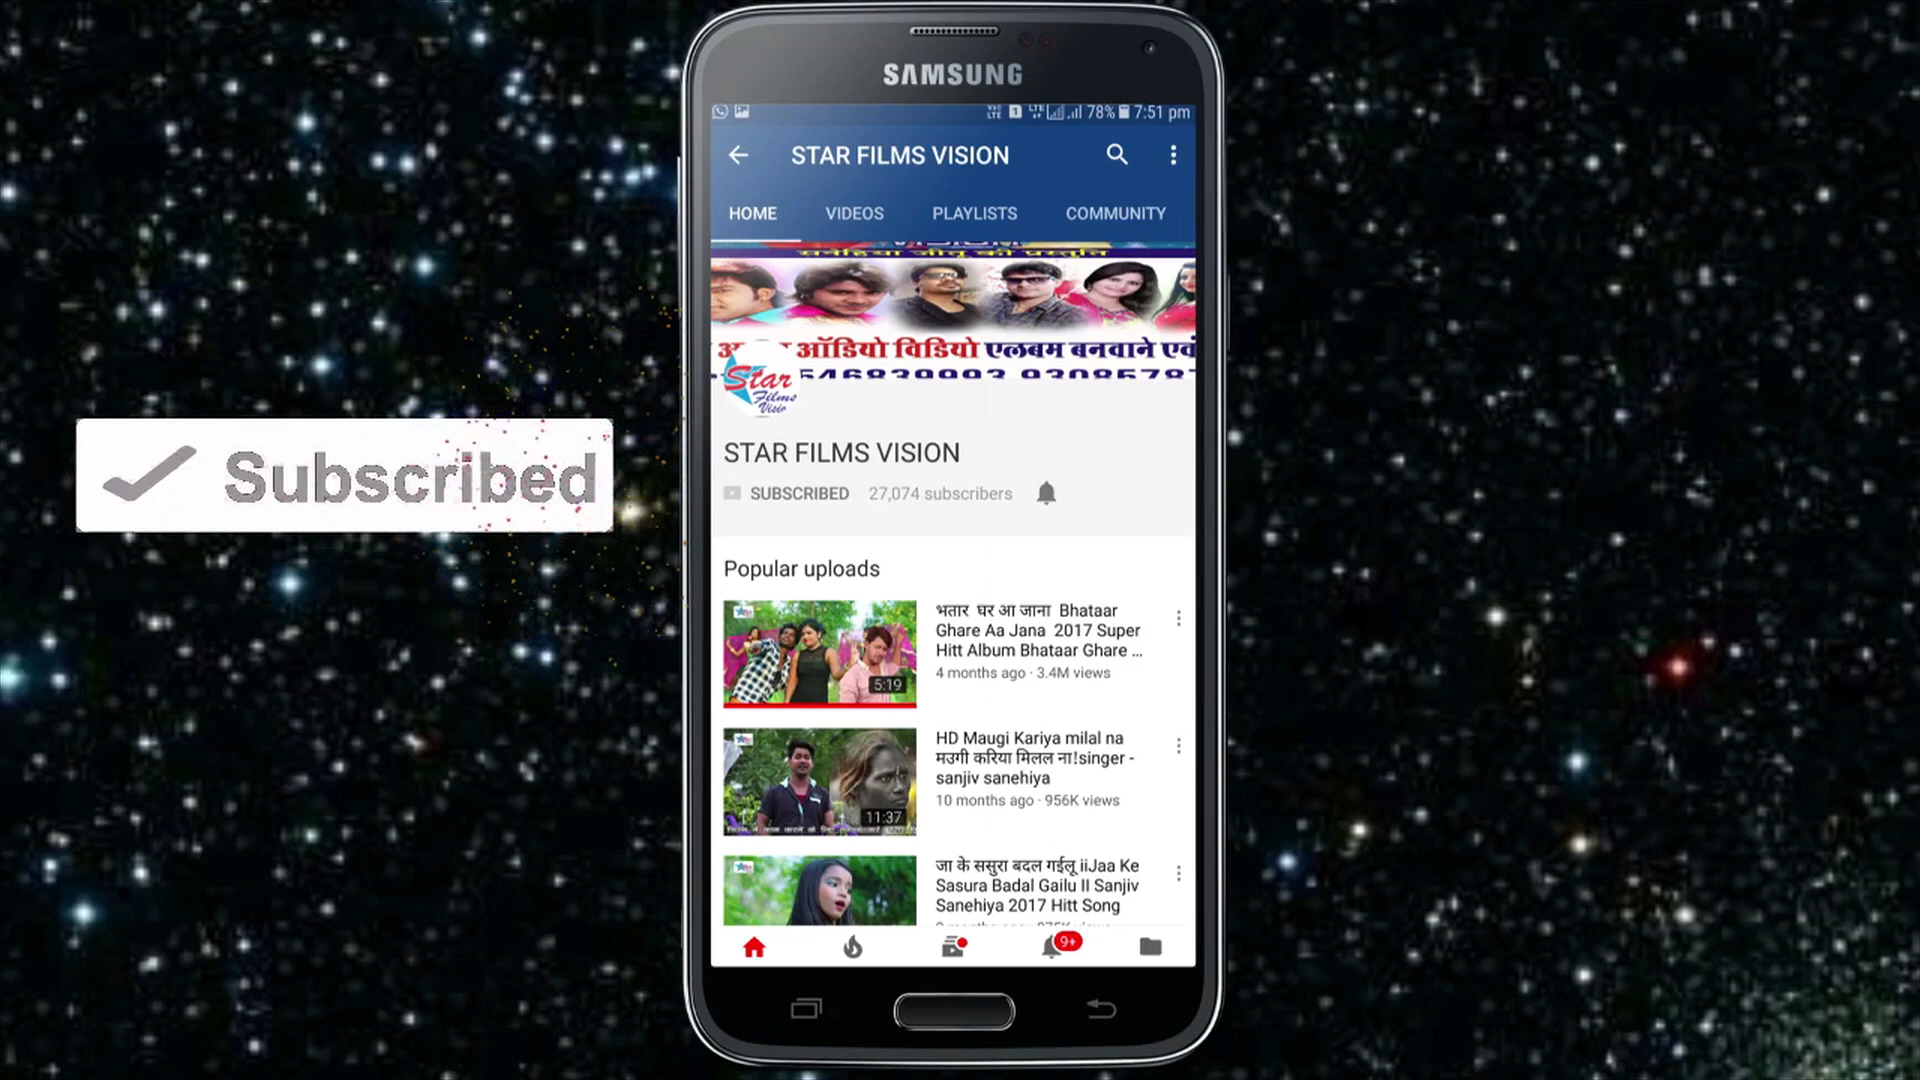 SAMSUNG
78% 7:51 pm
STAR FILMS VISION
HOME VIDEOS PLAYLISTS COMMUNITY
सनेहिया जीतू की प्रस्तुति
ऑडियो विडियो एलबम बनवाने एवं
Star
Films
STAR FILMS VISION
SUBSCRIBED 27,074 subscribers
Subscribed
Popular uploads
भतार घर आ जाना Bhataar
Ghare Aa Jana 2017 Super
Hitt Album Bhataar Ghare ...
4 months ago · 3.4M views
5:19
HD Maugi Kariya milal na
मउगी करिया मिलल ना!singer -
sanjiv sanehiya
10 months ago · 956K views
11:37
जा के ससुरा बदल गईलू iiJaa Ke
Sasura Badal Gailu II Sanjiv
Sanehiya 2017 Hitt Song
9+